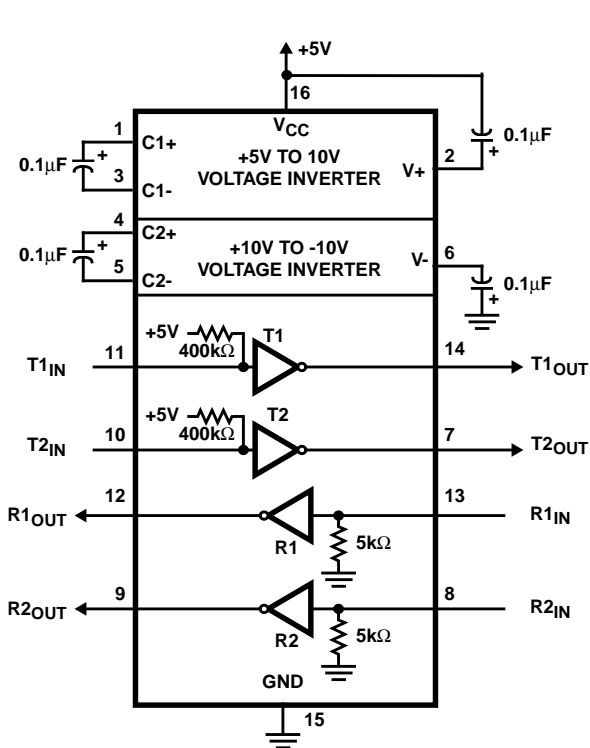 +5V
16
VCC
1
C1+
+5V TO 10V
VOLTAGE INVERTER
0.1µF
+
3
C1-
V+
2
0.1µF
+
4
C2+
+10V TO -10V
VOLTAGE INVERTER
0.1µF
+
5
C2-
V-
6
0.1µF
+
+5V
400kΩ
T1
T1IN
11
14
T1OUT
+5V
400kΩ
T2
T2IN
10
7
T2OUT
R1OUT
12
13
R1IN
R1
5kΩ
R2OUT
9
8
R2IN
R2
5kΩ
GND
15